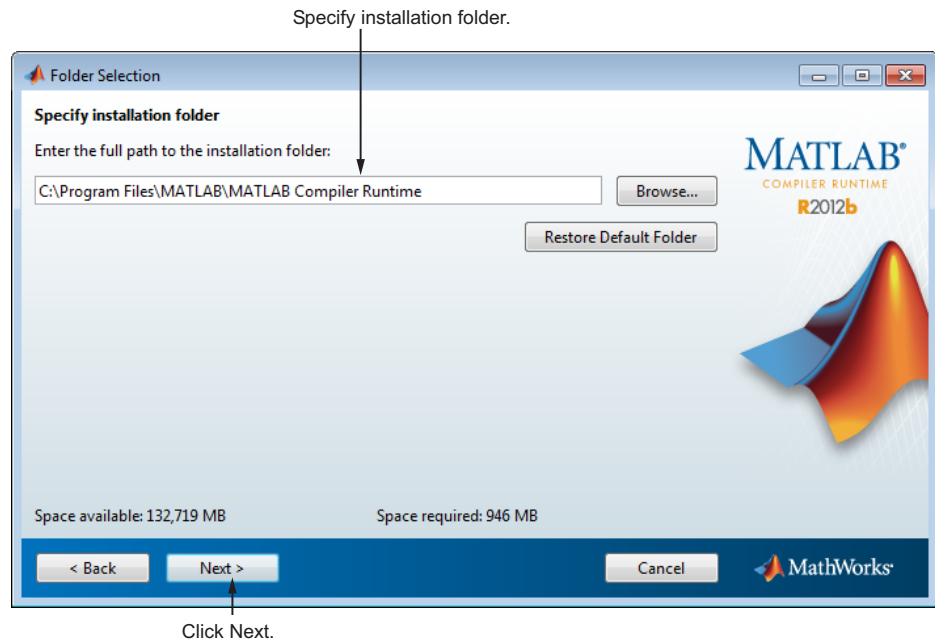 Specify installation folder.
Folder Selection
Specify installation folder
Enter the full path to the installation folder:
C:\Program Files\MATLAB\MATLAB Compiler Runtime
Browse...
Restore Default Folder
MATLAB®
COMPILER RUNTIME
R2012b
Space available: 132,719 MB
Space required: 946 MB
< Back
Next >
Cancel
MathWorks®
Click Next.